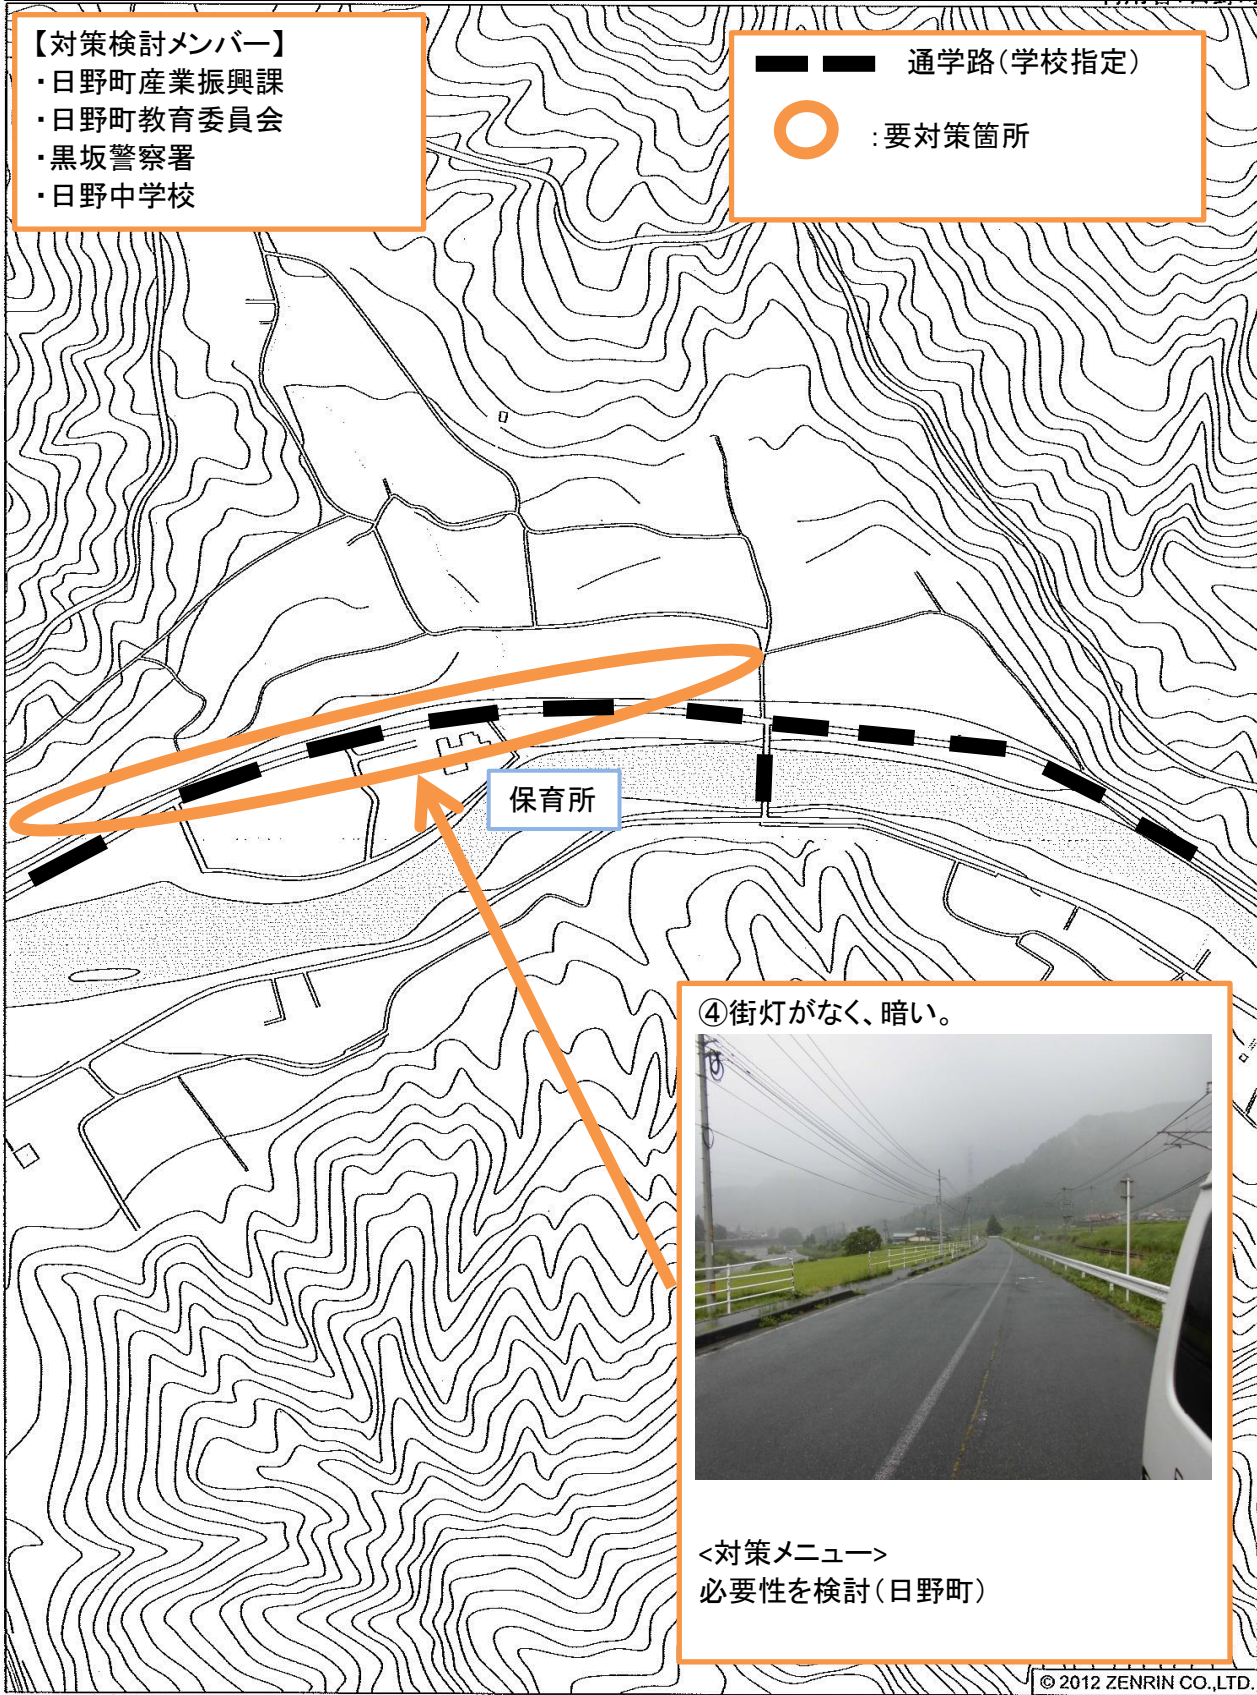 【対策検討メンバー】
・日野町産業振興課
・日野町教育委員会
・黒坂警察署
・日野中学校
通学路(学校指定)
:要対策箇所
保育所
④街灯がなく、暗い。
<対策メニュー>
必要性を検討(日野町)
© 2012 ZENRIN CO.,LTD.